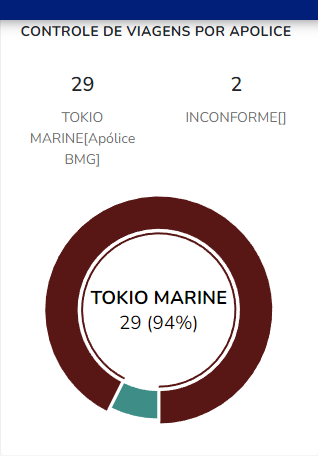 CONTROLE DE VIAGENS POR APOLICE
29
TOKIO
MARINE[Apólice
BMG]
2
INCONFORME[]
TOKIO MARINE
29 (94%)